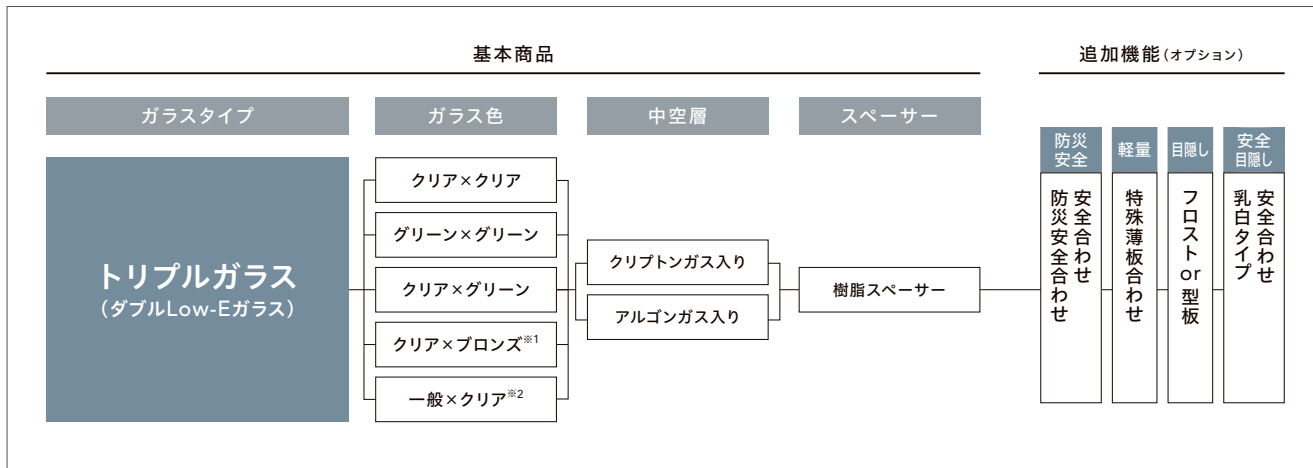 基本商品
追加機能(オプション)
ガラスタイプ
ガラス色
中空層
スペーサー
トリプルガラス
(ダブルLow-Eガラス)
クリア×クリア
グリーン×グリーン
クリア×グリーン
クリア×ブロンズ※1
一般×クリア※2
クリプトンガス入り
アルゴンガス入り
樹脂スペーサー
防災
安全
安全合わせ
防災安全合わせ
軽量
特殊薄板合わせ
目隠し
フロストor型板
安全
目隠し
安全合わせ
乳白タイプ